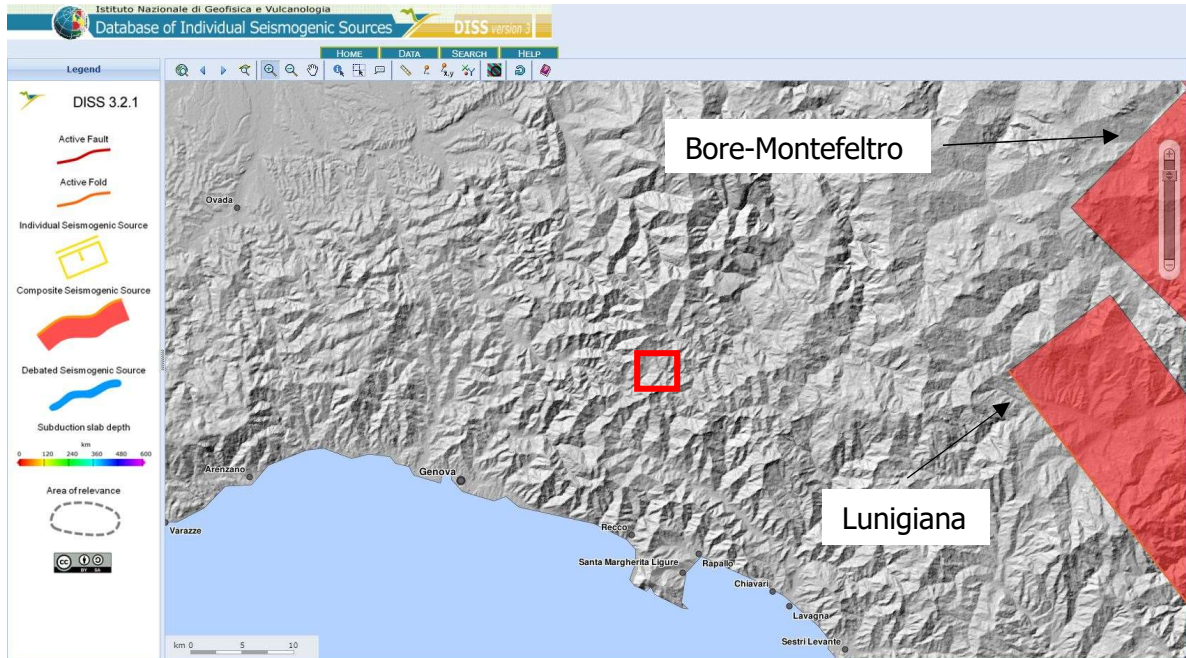 Istituto Nazionale di Geofisica e Vulcanologia
Database of Individual Seismogenic Sources
DISS version 3
HOME DATA SEARCH HELP
Legend
DISS 3.2.1
Active Fault
Active Fold
Individual Seismogenic Source
Composite Seismogenic Source
Debated Seismogenic Source
Subduction slab depth
km
0 120 240 360 480 600
Area of relevance
cc BY SA
x,y
Bore-Montefeltro
Ovada
Lunigiana
Arenzano
Genova
Varazze
Recco
Santa Margherita Ligure
Rapallo
Chiavari
Lavagna
Sestri Levante
km 0 5 10